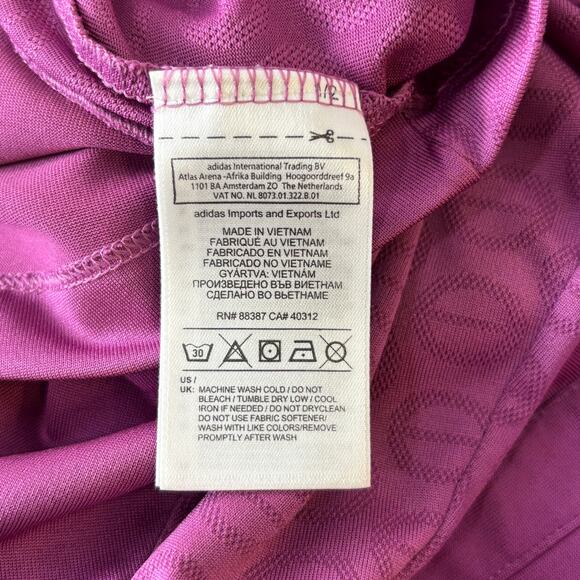 /2
adidas International Trading BV
Atlas Arena -Afrika Building Hoogoorddreef 9a
1101 BA Amsterdam ZO The Netherlands
VAT NO. NL 8073.01.322.B.01
adidas Imports and Exports Ltd
MADE IN VIETNAM
FABRIQUÉ AU VIETNAM
FABRICADO EN VIETNAM
FABRICADO NO VIETNAME
GYÁRTVA: VIETNÁM
ПРОИЗВЕДЕНО ВЪВ ВИЕТНАМ
СДЕЛАНО ВО ВЬЕТНАМЕ
RN# 88387 CA# 40312
30
US /
UK: MACHINE WASH COLD / DO NOT
BLEACH / TUMBLE DRY LOW / COOL
IRON IF NEEDED / DO NOT DRYCLEAN
DO NOT USE FABRIC SOFTENER/
WASH WITH LIKE COLORS/REMOVE
PROMPTLY AFTER WASH